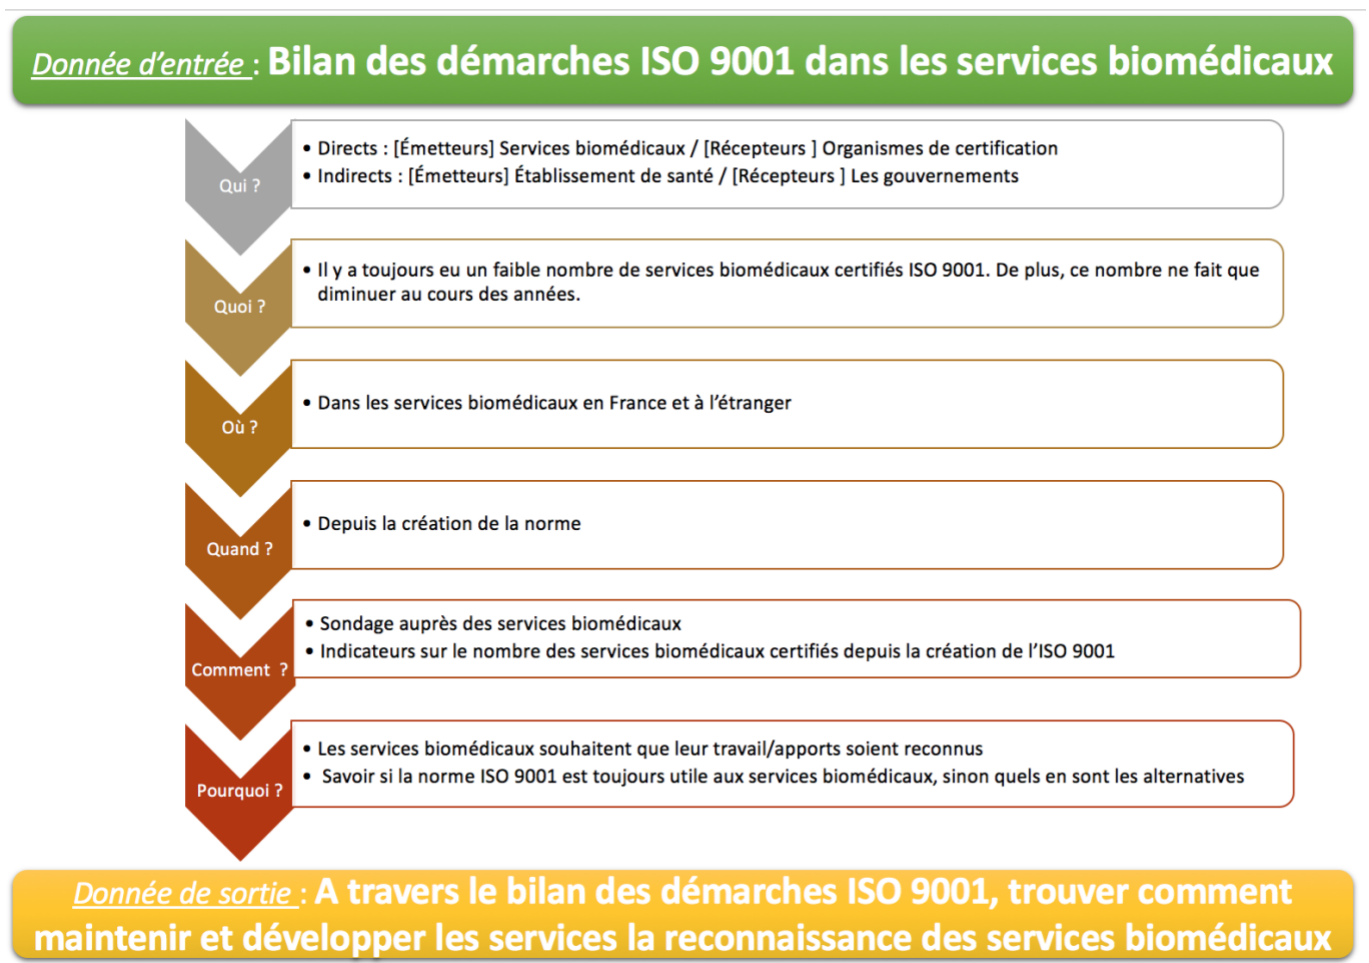 Donnée d'entrée : Bilan des démarches ISO 9001 dans les services biomédicaux
Qui ?
• Directs : [Émetteurs] Services biomédicaux / [Récepteurs ] Organismes de certification
• Indirects : [Émetteurs] Établissement de santé / [Récepteurs ] Les gouvernements
Quoi ?
• Il y a toujours eu un faible nombre de services biomédicaux certifiés ISO 9001. De plus, ce nombre ne fait que
diminuer au cours des années.
Où ?
• Dans les services biomédicaux en France et à l'étranger
Quand ?
• Depuis la création de la norme
Comment ?
• Sondage auprès des services biomédicaux
• Indicateurs sur le nombre des services biomédicaux certifiés depuis la création de l'ISO 9001
Pourquoi ?
• Les services biomédicaux souhaitent que leur travail/apports soient reconnus
• Savoir si la norme ISO 9001 est toujours utile aux services biomédicaux, sinon quels en sont les alternatives
Donnée de sortie : A travers le bilan des démarches ISO 9001, trouver comment
maintenir et développer les services la reconnaissance des services biomédicaux